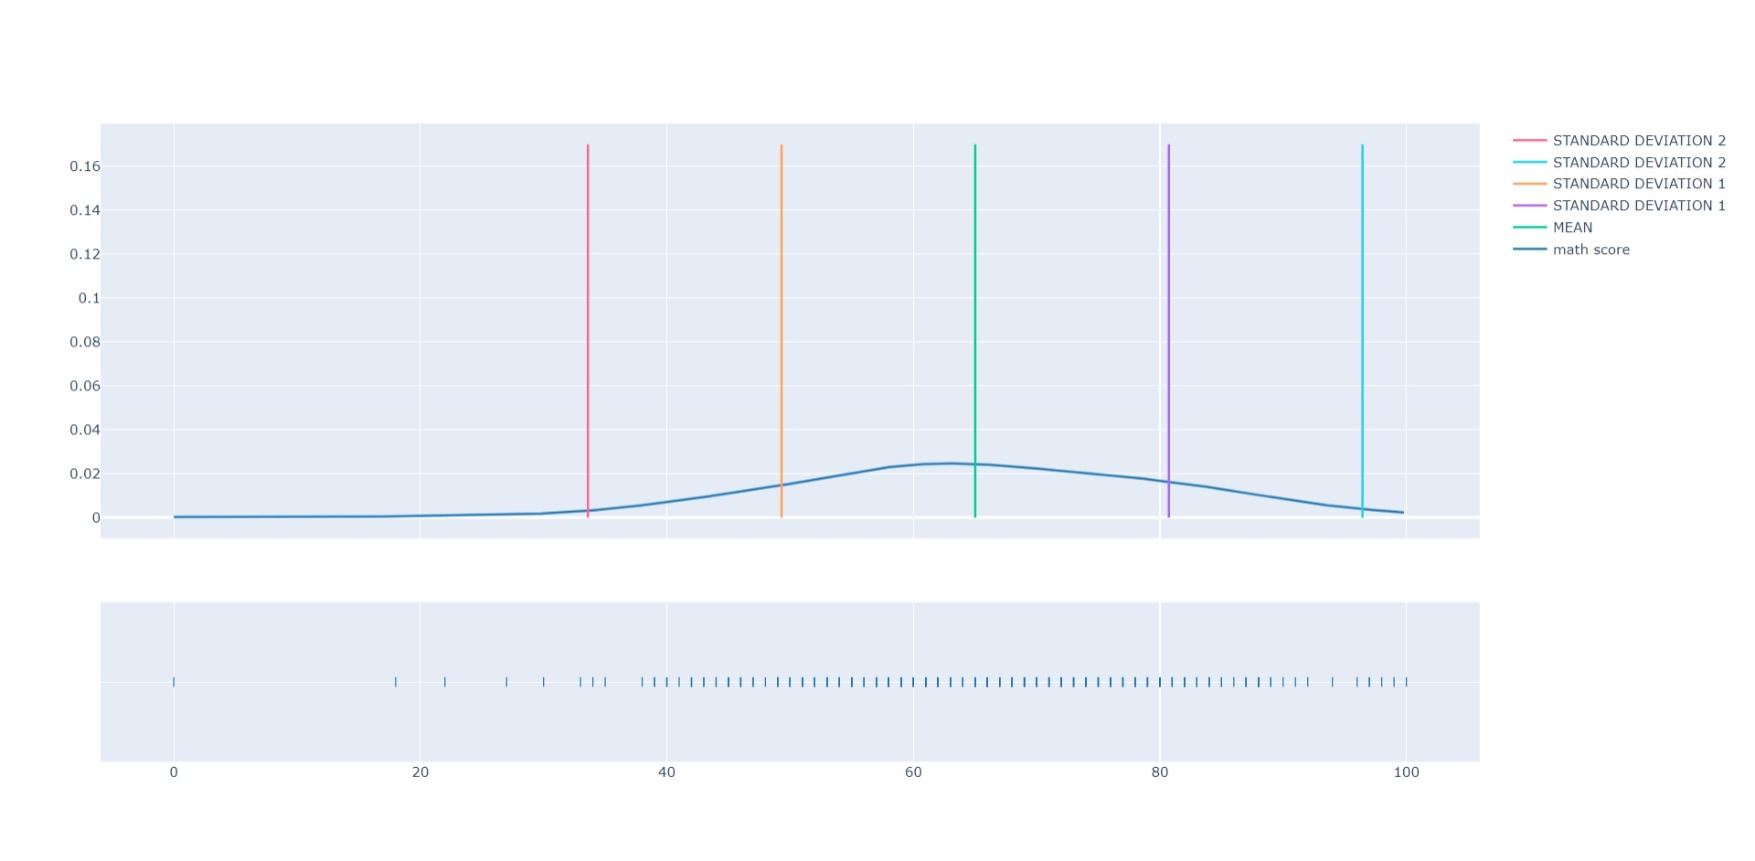 0.16
0.14
0.12
0.1
0.08
0.06
0.04
0.02
0
STANDARD DEVIATION 2
STANDARD DEVIATION 2
STANDARD DEVIATION 1
STANDARD DEVIATION 1
MEAN
math score
0 20 40 60 80 100